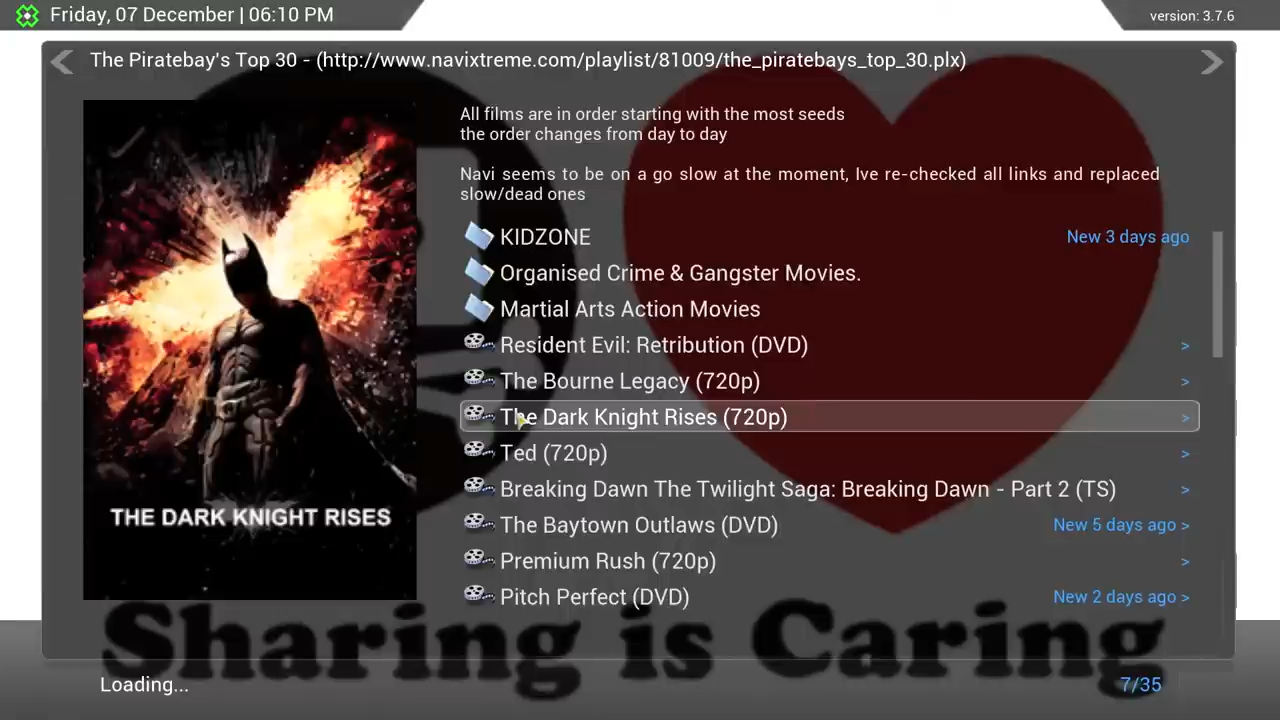 Friday, 07 December | 06:10 PM
version: 3.7.6
The Piratebay's Top 30 - (http://www.navixtreme.com/playlist/81009/the_piratebays_top_30.plx)
All films are in order starting with the most seeds
the order changes from day to day
Navi seems to be on a go slow at the moment, Ive re-checked all links and replaced
slow/dead ones
KIDZONE New 3 days ago
Organised Crime & Gangster Movies.
Martial Arts Action Movies
Resident Evil: Retribution (DVD) >
The Bourne Legacy (720p) >
The Dark Knight Rises (720p) >
Ted (720p) >
Breaking Dawn The Twilight Saga: Breaking Dawn - Part 2 (TS) >
The Baytown Outlaws (DVD) New 5 days ago >
Premium Rush (720p) >
Pitch Perfect (DVD) New 2 days ago >
THE DARK KNIGHT RISES
Sharing is Caring
Loading... 7/35